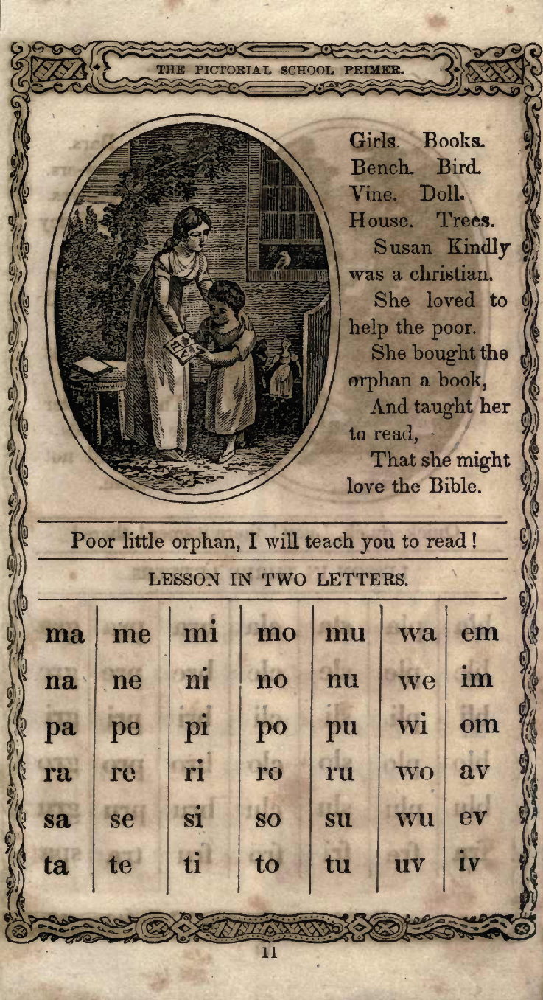 THE PICTORIAL SCHOOL PRIMER.
Girls. Books.
Bench. Bird.
Vine. Doll.
House. Trees.
Susan Kindly
was a christian.
She loved to
help the poor.
She bought the
orphan a book,
And taught her
to read,
That she might
love the Bible.
Poor little orphan, I will teach you to read!
LESSON IN TWO LETTERS.
ma me mi mo mu wa em
na ne ni no nu we im
pa pe pi po pu wi om
ra re ri ro ru wo av
sa se si so su wu ev
ta te ti to tu uv iv
11